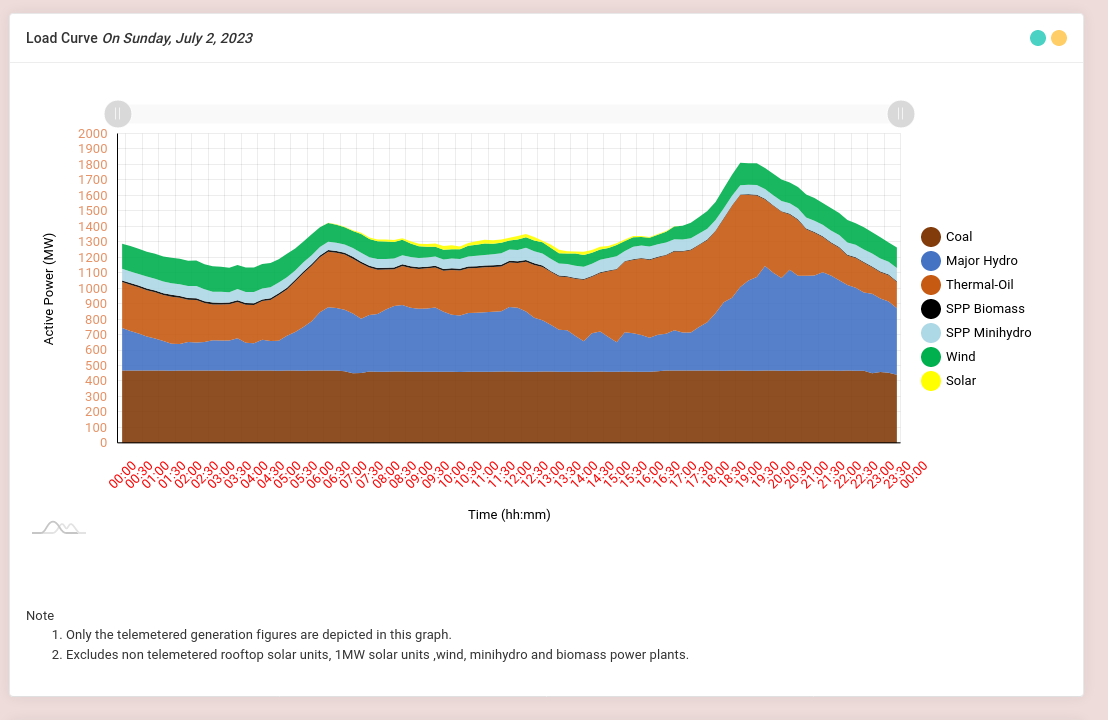 Load Curve On Sunday, July 2, 2023
2000
1900
1800
1700
1600
1500
1400
1300
1200
1100
1000
900
800
700
600
500
400
300
200
100
0
Active Power (MW)
00:00 00:30 01:00 01:30 02:00 02:30 03:00 03:30 04:00 04:30 05:00 05:30 06:00 06:30 07:00 07:30 08:00 08:30 09:00 09:30 10:00 10:30 11:00 11:30 12:00 12:30 13:00 13:30 14:00 14:30 15:00 15:30 16:00 16:30 17:00 17:30 18:00 18:30 19:00 19:30 20:00 20:30 21:00 21:30 22:00 22:30 23:00 23:30 00:00
Time (hh:mm)
Coal
Major Hydro
Thermal-Oil
SPP Biomass
SPP Minihydro
Wind
Solar
Note
1. Only the telemetered generation figures are depicted in this graph.
2. Excludes non telemetered rooftop solar units, 1MW solar units ,wind, minihydro and biomass power plants.